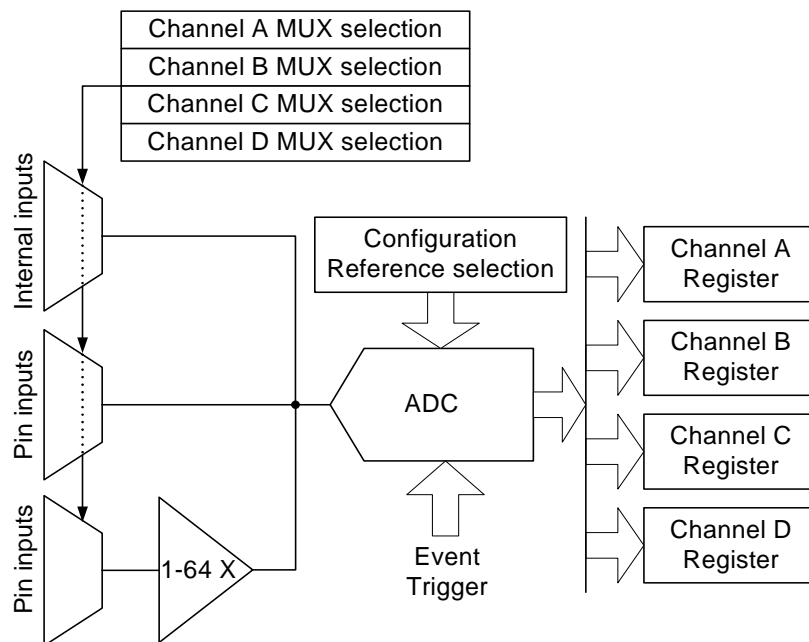 Channel A MUX selection
Channel B MUX selection
Channel C MUX selection
Channel D MUX selection
Internal inputs
Pin inputs
Pin inputs
1-64 X
Configuration
Reference selection
ADC
Event
Trigger
Channel A
Register
Channel B
Register
Channel C
Register
Channel D
Register